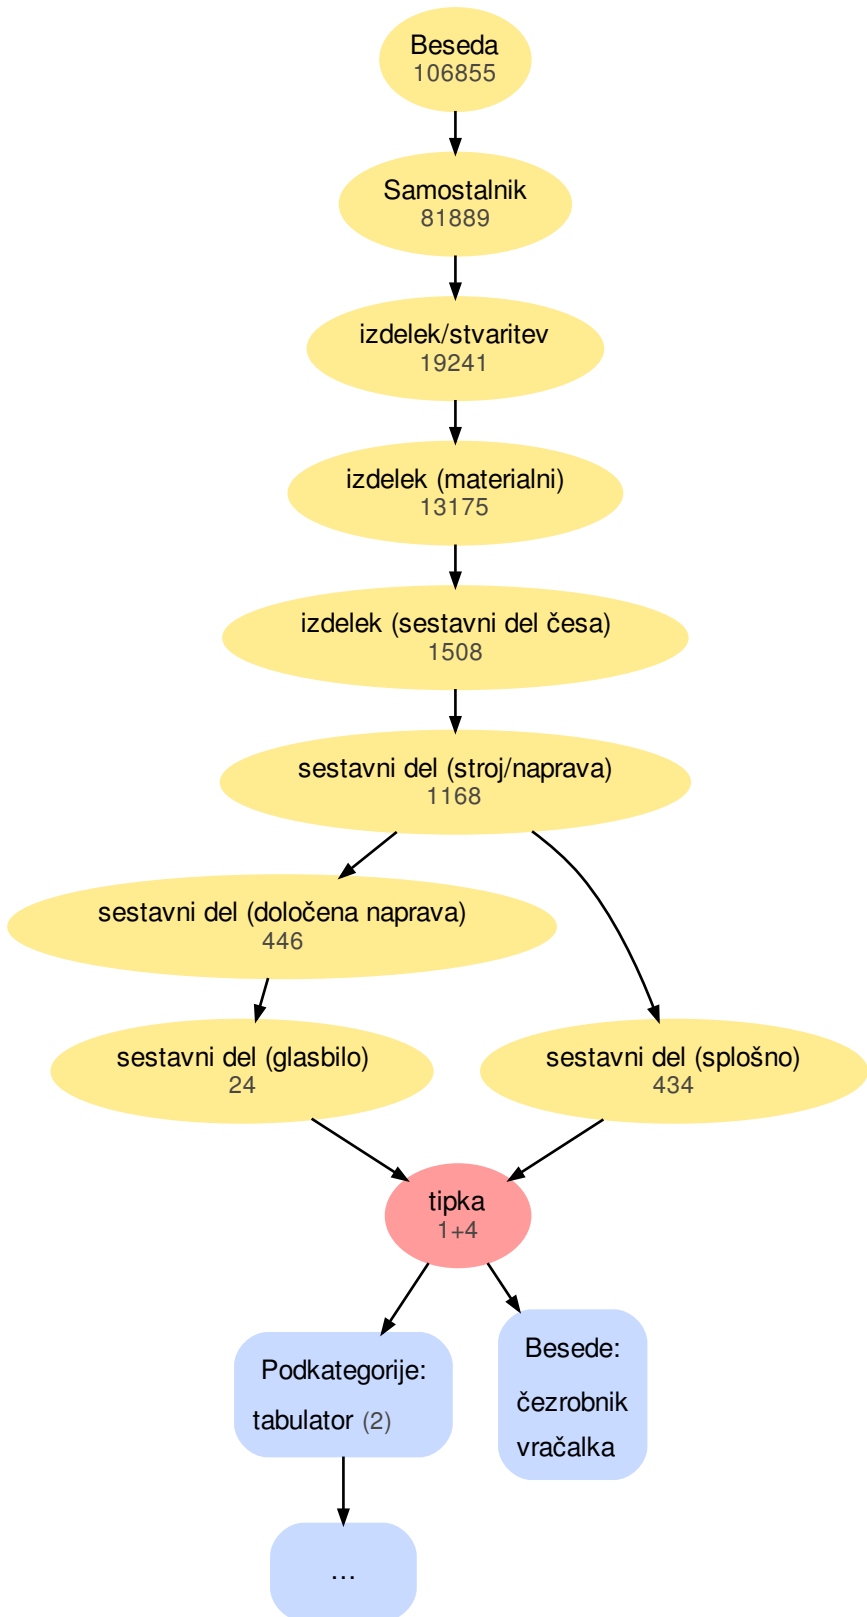 Beseda
106855
Samostalnik
81889
izdelek/stvaritev
19241
izdelek (materialni)
13175
izdelek (sestavni del česa)
1508
sestavni del (stroj/naprava)
1168
sestavni del (določena naprava)
446
sestavni del (glasbilo)
24
sestavni del (splošno)
434
tipka
1+4
Podkategorije:
tabulator (2)
Besede:
čezrobnik
vračalka
...